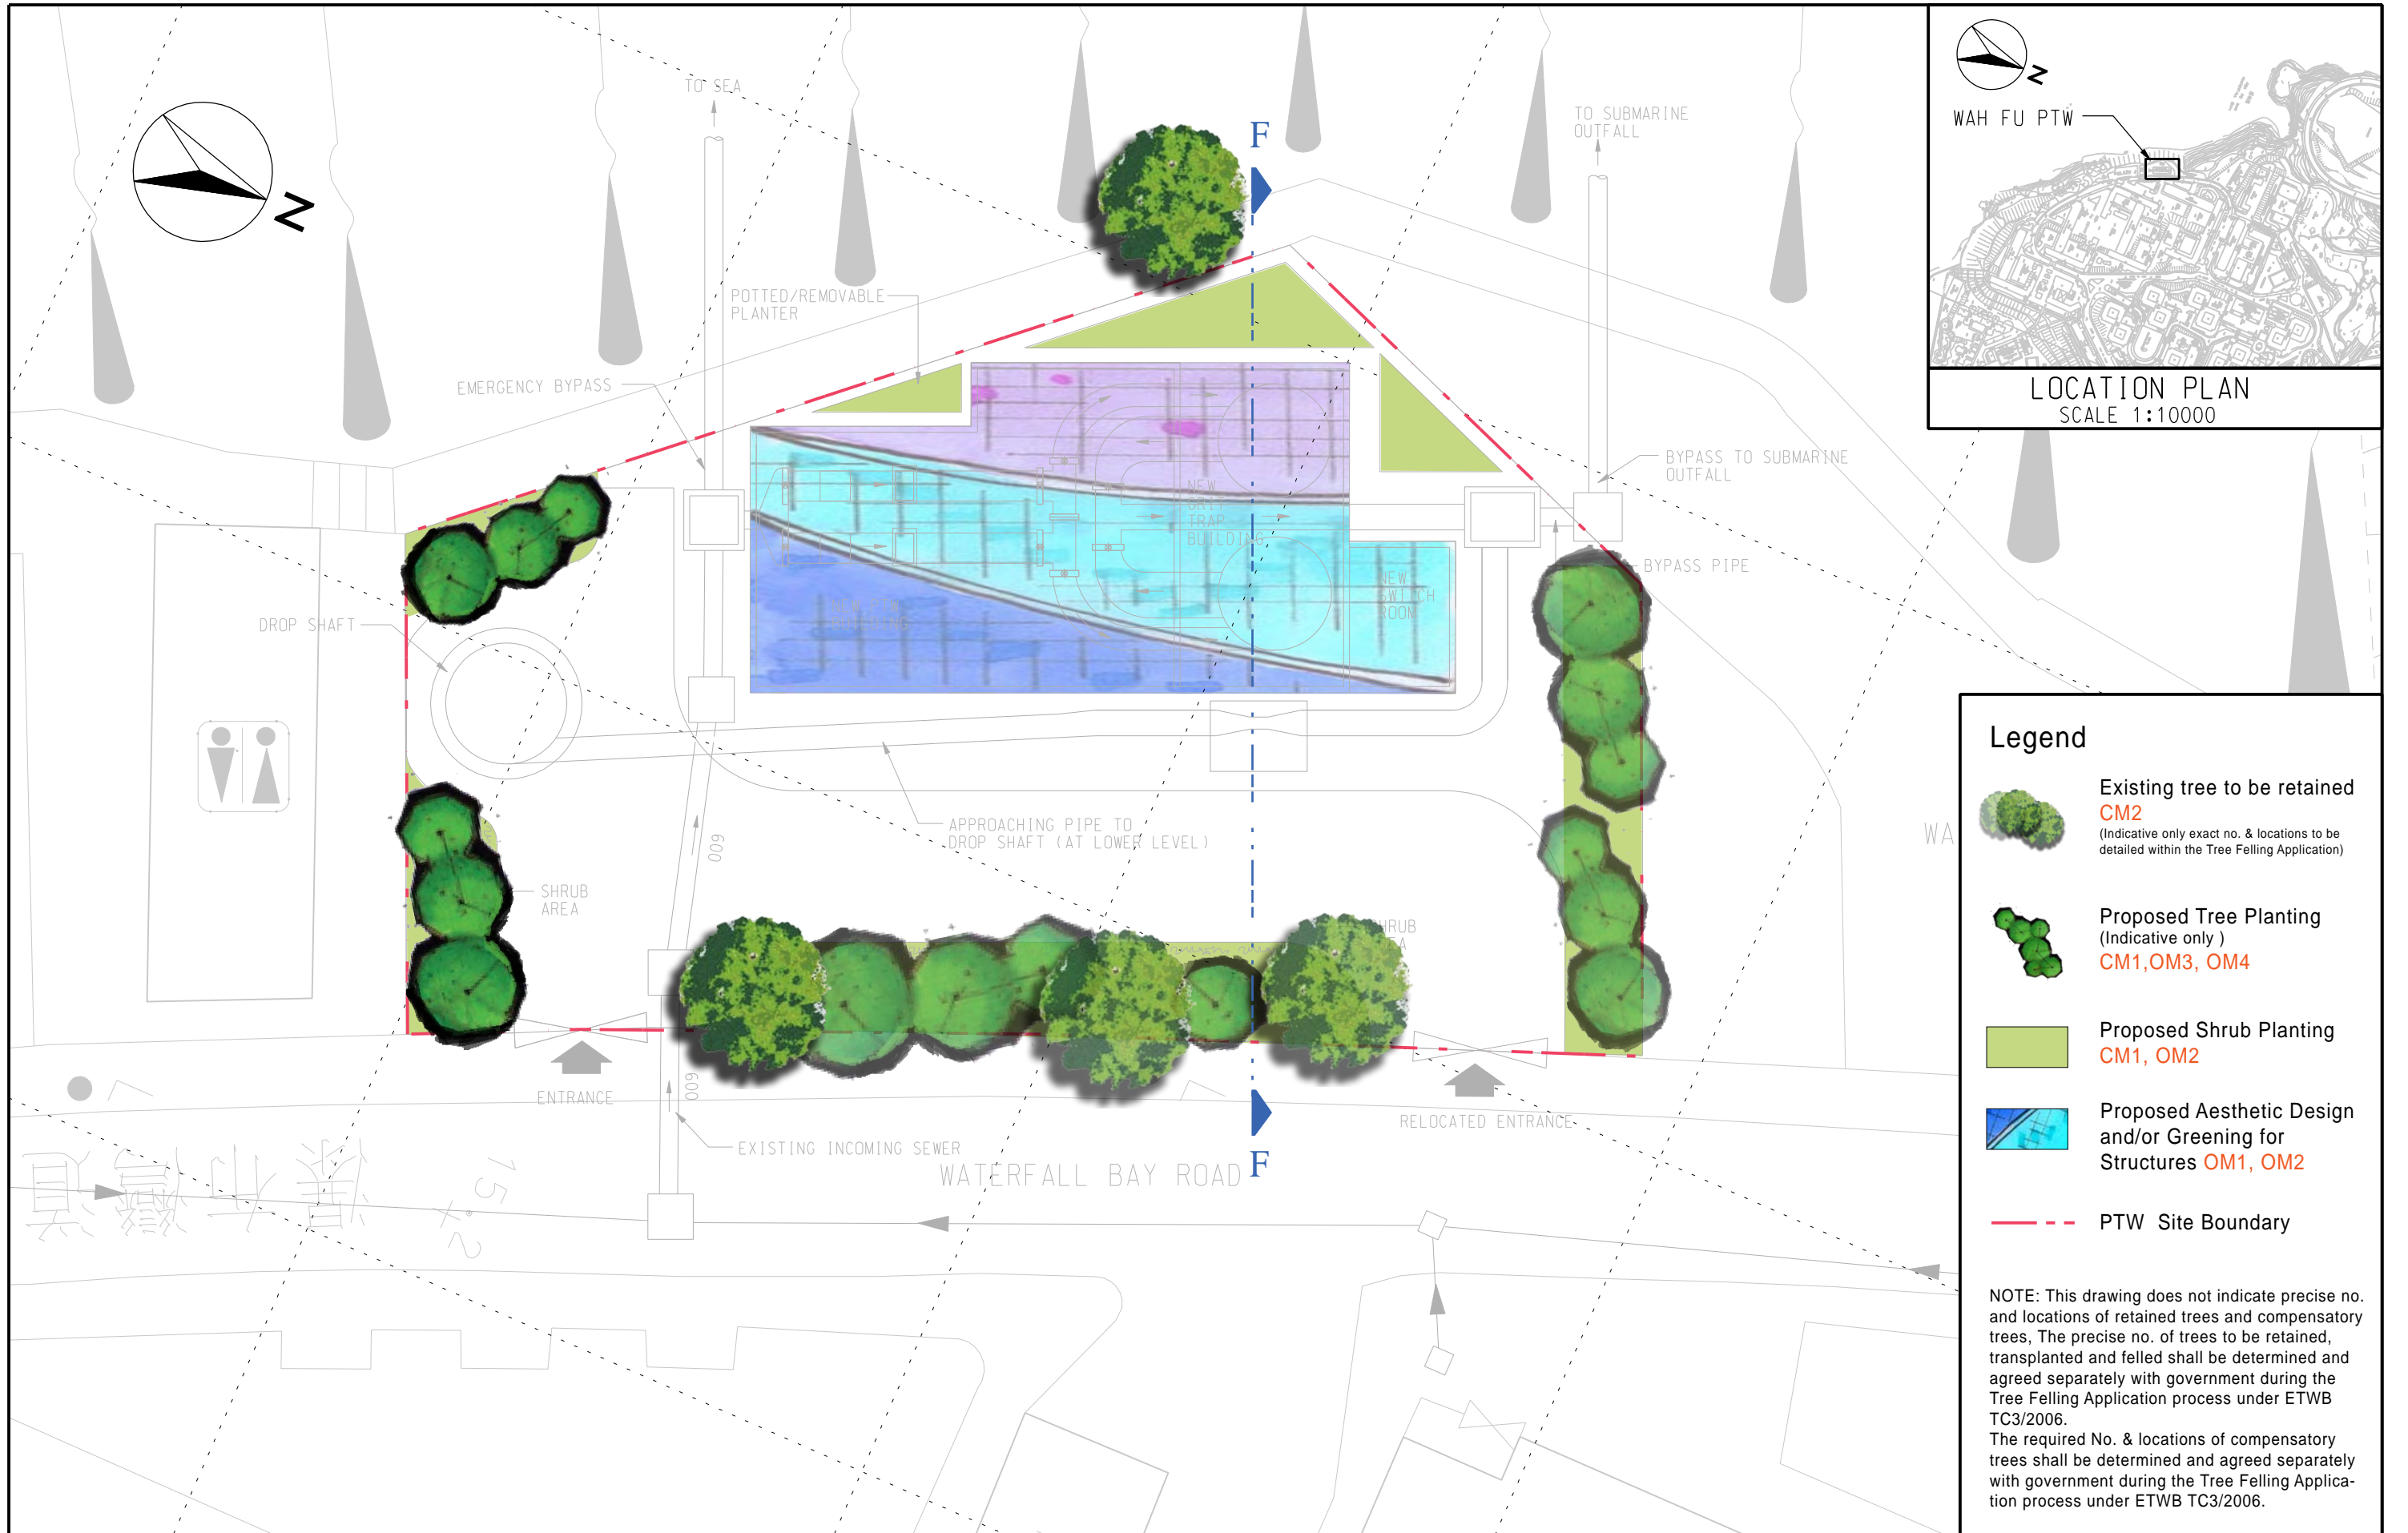 N
TO SEA
F
TO SUBMARINE
OUTFALL
N
WAH FU PTW
LOCATION PLAN
SCALE 1:10000
POTTED/REMOVABLE
PLANTER
EMERGENCY BYPASS
BYPASS TO SUBMARINE
OUTFALL
NEW
GRIT
TRAP
BUILDING
BYPASS PIPE
NEW
SWITCH
ROOM
DROP SHAFT
APPROACHING PIPE TO
DROP SHAFT (AT LOWER LEVEL)
600
SHRUB
AREA
ENTRANCE
600
RELOCATED ENTRANCE
EXISTING INCOMING SEWER
WATERFALL BAY ROAD
F
WA
Legend
Existing tree to be retained
CM2
(Indicative only exact no. & locations to be
detailed within the Tree Felling Application)
Proposed Tree Planting
(Indicative only )
CM1,OM3, OM4
Proposed Shrub Planting
CM1, OM2
Proposed Aesthetic Design
and/or Greening for
Structures OM1, OM2
PTW Site Boundary
NOTE: This drawing does not indicate precise no.
and locations of retained trees and compensatory
trees, The precise no. of trees to be retained,
transplanted and felled shall be determined and
agreed separately with government during the
Tree Felling Application process under ETWB
TC3/2006.
The required No. & locations of compensatory
trees shall be determined and agreed separately
with government during the Tree Felling Applica-
tion process under ETWB TC3/2006.